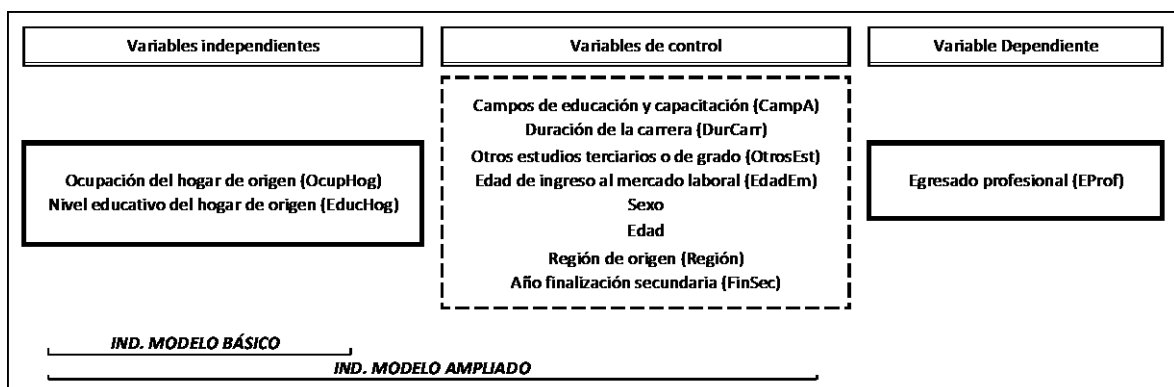 Variables independientes
Variables de control
Variable Dependiente
Campos de educación y capacitación {CampA}
Duración de la carrera {DurCarr}
Otros estudios terciarios o de grado {OtrosEst}
Edad de ingreso al mercado laboral {EdadEm}
Sexo
Edad
Región de origen {Región}
Año finalización secundaria {FinSec}
Ocupación del hogar de origen {OcupHog}
Nivel educativo del hogar de origen {EducHog}
Egresado profesional {EProf}
IND. MODELO BÁSICO
IND. MODELO AMPLIADO